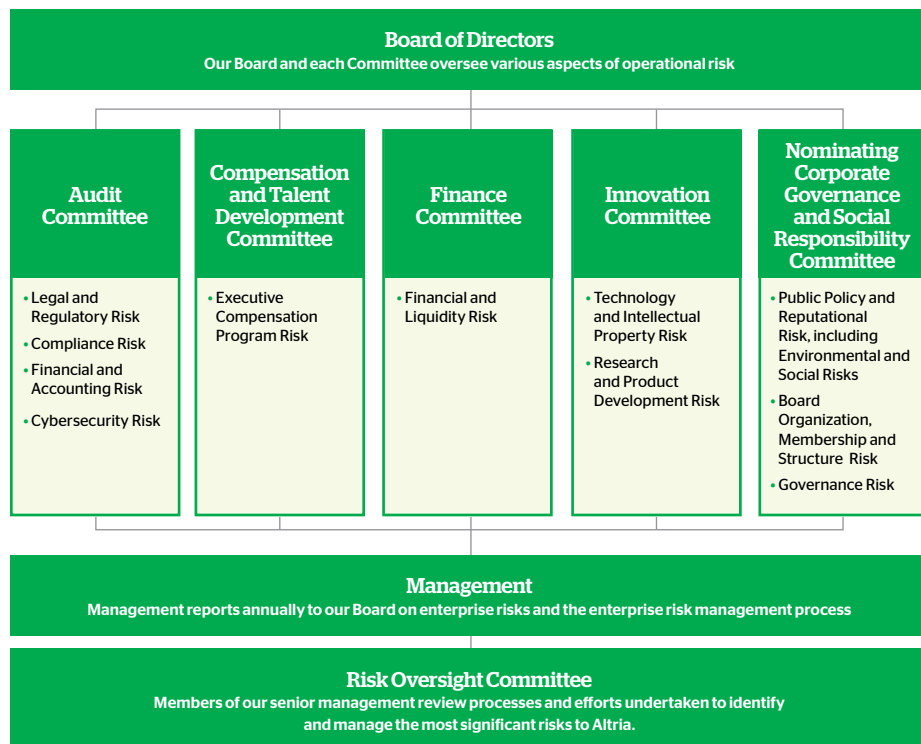 Board of Directors
Our Board and each Committee oversee various aspects of operational risk
Audit
Committee
• Legal and
Regulatory Risk
• Compliance Risk
• Financial and
Accounting Risk
• Cybersecurity Risk
Compensation
and Talent
Development
Committee
• Executive
Compensation
Program Risk
Finance
Committee
• Financial and
Liquidity Risk
Innovation
Committee
• Technology
and Intellectual
Property Risk
• Research
and Product
Development Risk
Nominating
Corporate
Governance
and Social
Responsibility
Committee
• Public Policy and
Reputational
Risk, including
Environmental and
Social Risks
• Board
Organization,
Membership and
Structure Risk
• Governance Risk
Management
Management reports annually to our Board on enterprise risks and the enterprise risk management process
Risk Oversight Committee
Members of our senior management review processes and efforts undertaken to identify
and manage the most significant risks to Altria.